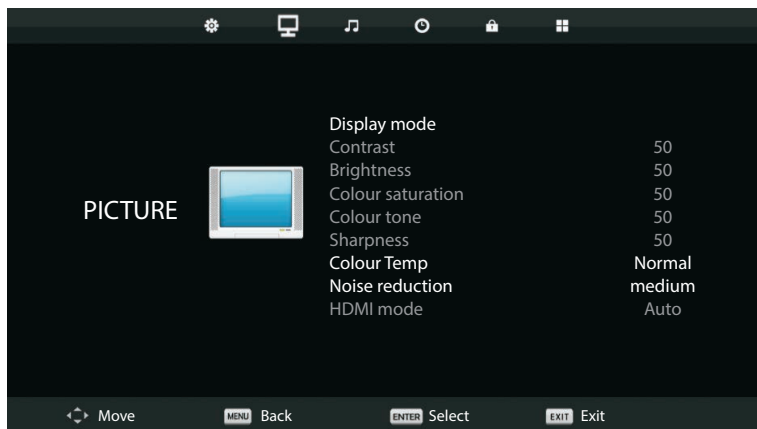 PICTURE
Display mode
Contrast 50
Brightness 50
Colour saturation 50
Colour tone 50
Sharpness 50
Colour Temp Normal
Noise reduction medium
HDMI mode Auto
Move MENU Back ENTER Select EXIT Exit